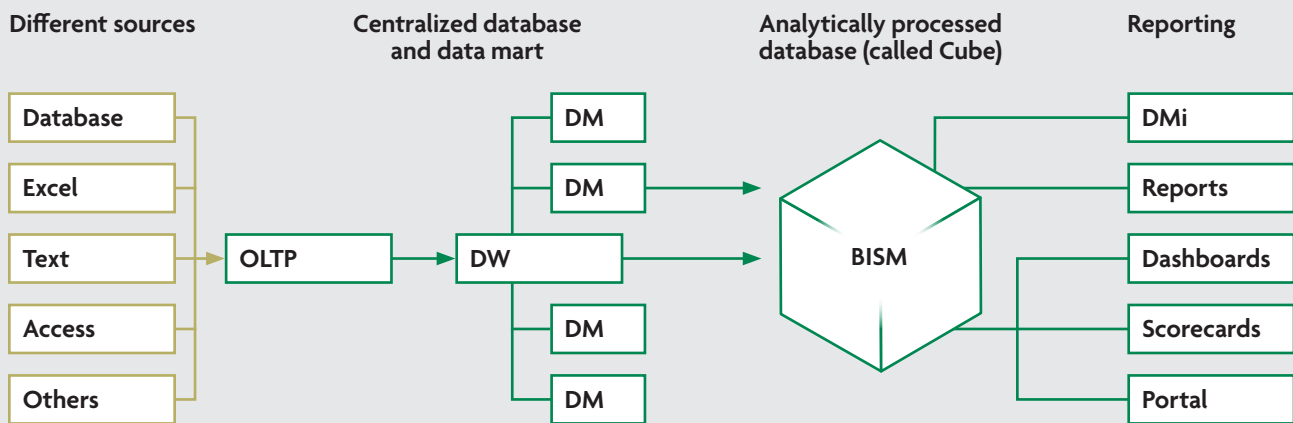 Different sources
Centralized database
and data mart
Analytically processed
database (called Cube)
Reporting
Database
Excel
Text
Access
Others
OLTP
DM
DM
DW
DM
DM
BISM
DMi
Reports
Dashboards
Scorecards
Portal